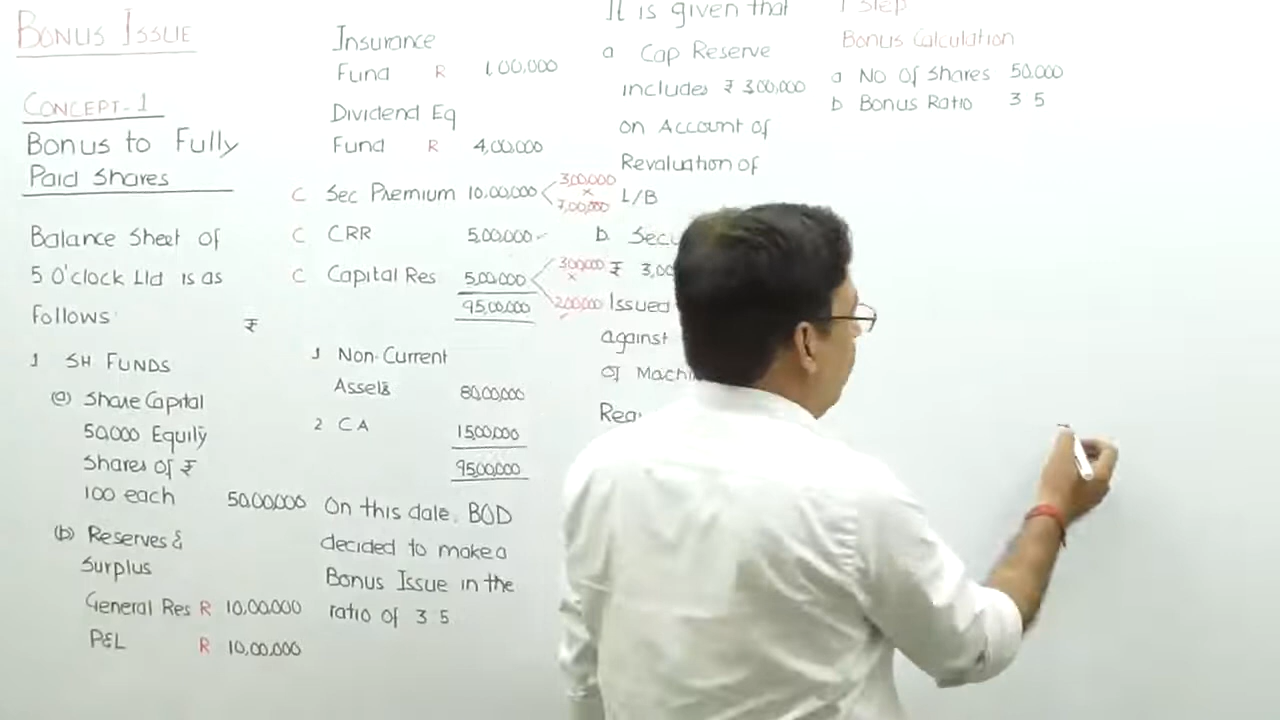 BONUS ISSUE
CONCEPT-1
Bonus to Fully
Paid Shares
Balance Sheet of
5 O'clock Ltd is as
follows
₹
1 SH FUNDS
(a) Share Capital
50,000 Equity
Shares of ₹
100 each 50,00,000
(b) Reserves &
Surplus
General Res R 10,00,000
P&L R 10,00,000
Insurance
Fund R 1,00,000
Dividend Eq
Fund R 4,00,000
C Sec Premium 10,00,000 < 3,00,000 x
7,00,000
C CRR 5,00,000
C Capital Res 5,00,000 < 3,00,000 x
2,00,000
95,00,000
1 Non-Current
Assets 80,00,000
2 CA 15,00,000
95,00,000
On this date, BOD
decided to make a
Bonus Issue in the
ratio of 3 5
It is given that
a Cap Reserve
includes ₹ 3,00,000
on Account of
Revaluation of
L/B
b.
₹
Issued
against
of
1 Step
Bonus Calculation
a No Of Shares 50,000
b Bonus Ratio 3 5